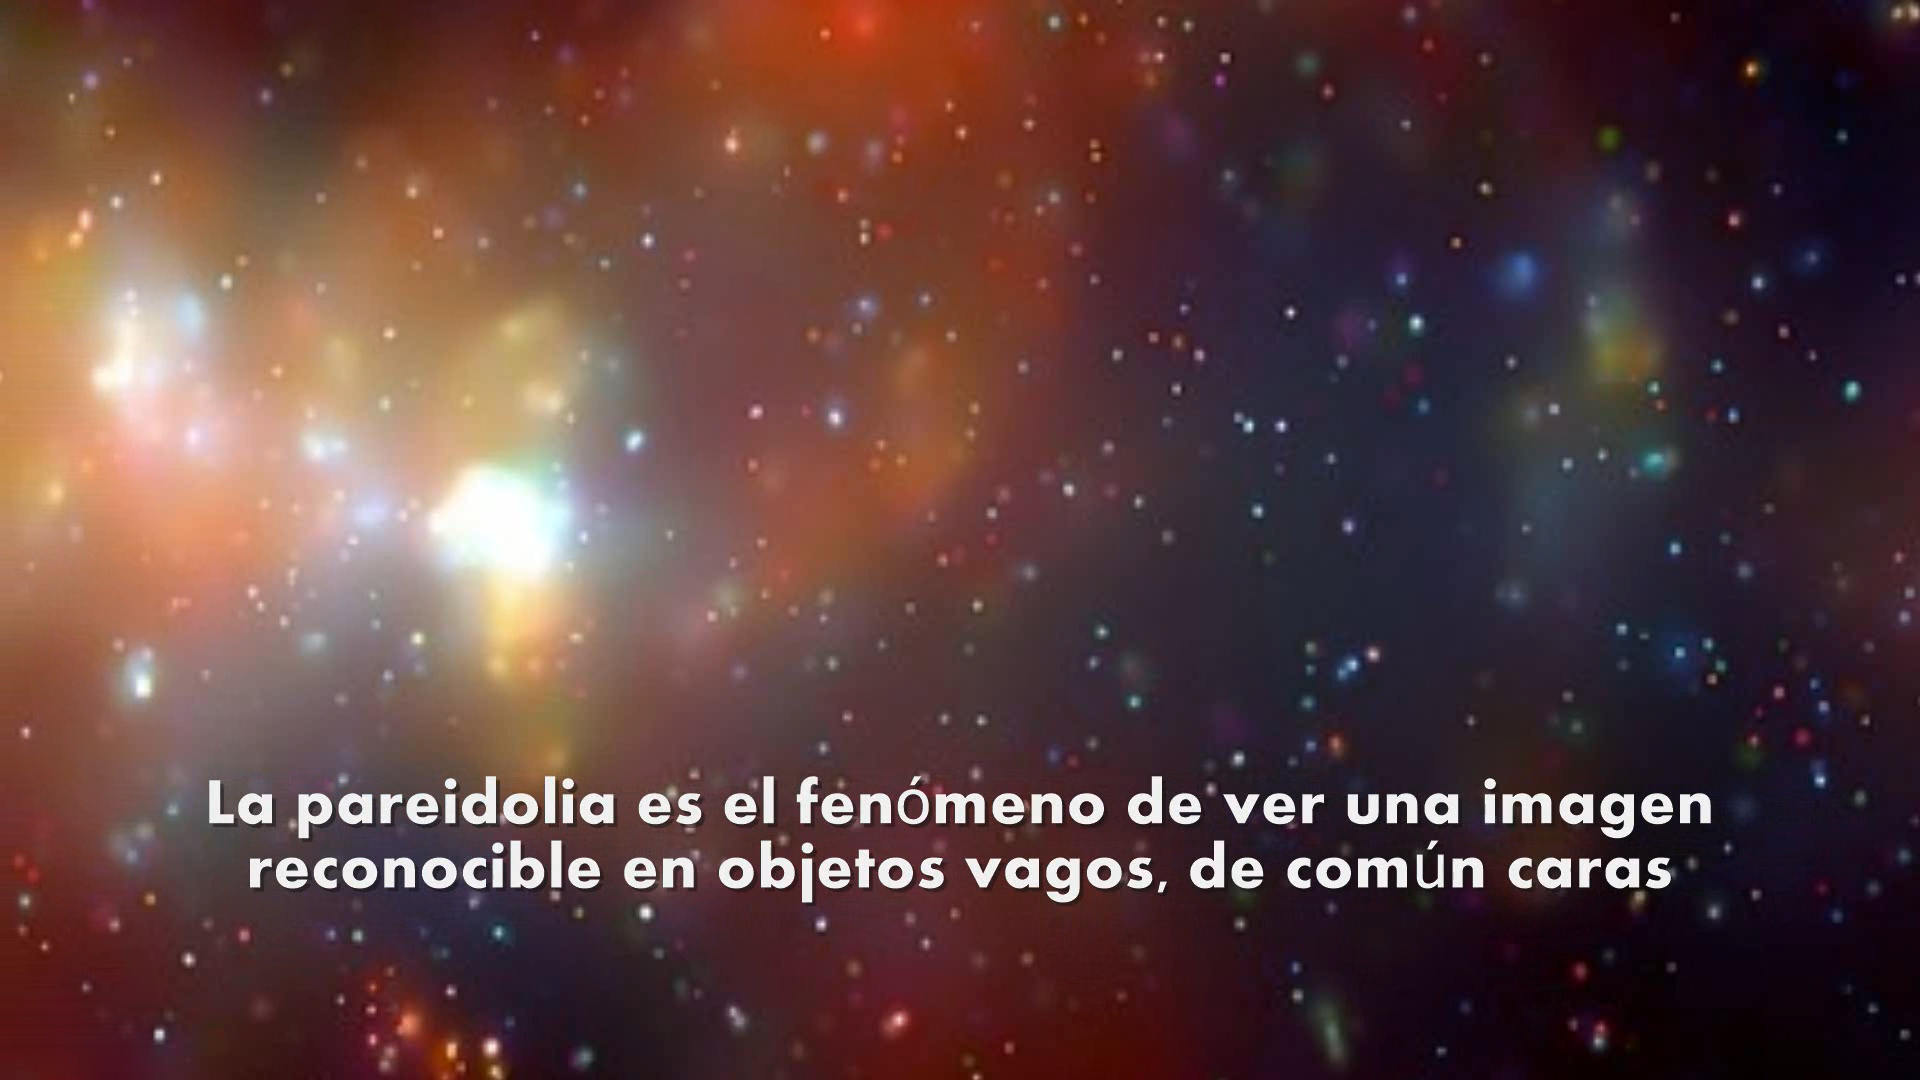 La pareidolia es el fenómeno de ver una imagen
reconocible en objetos vagos, de común caras